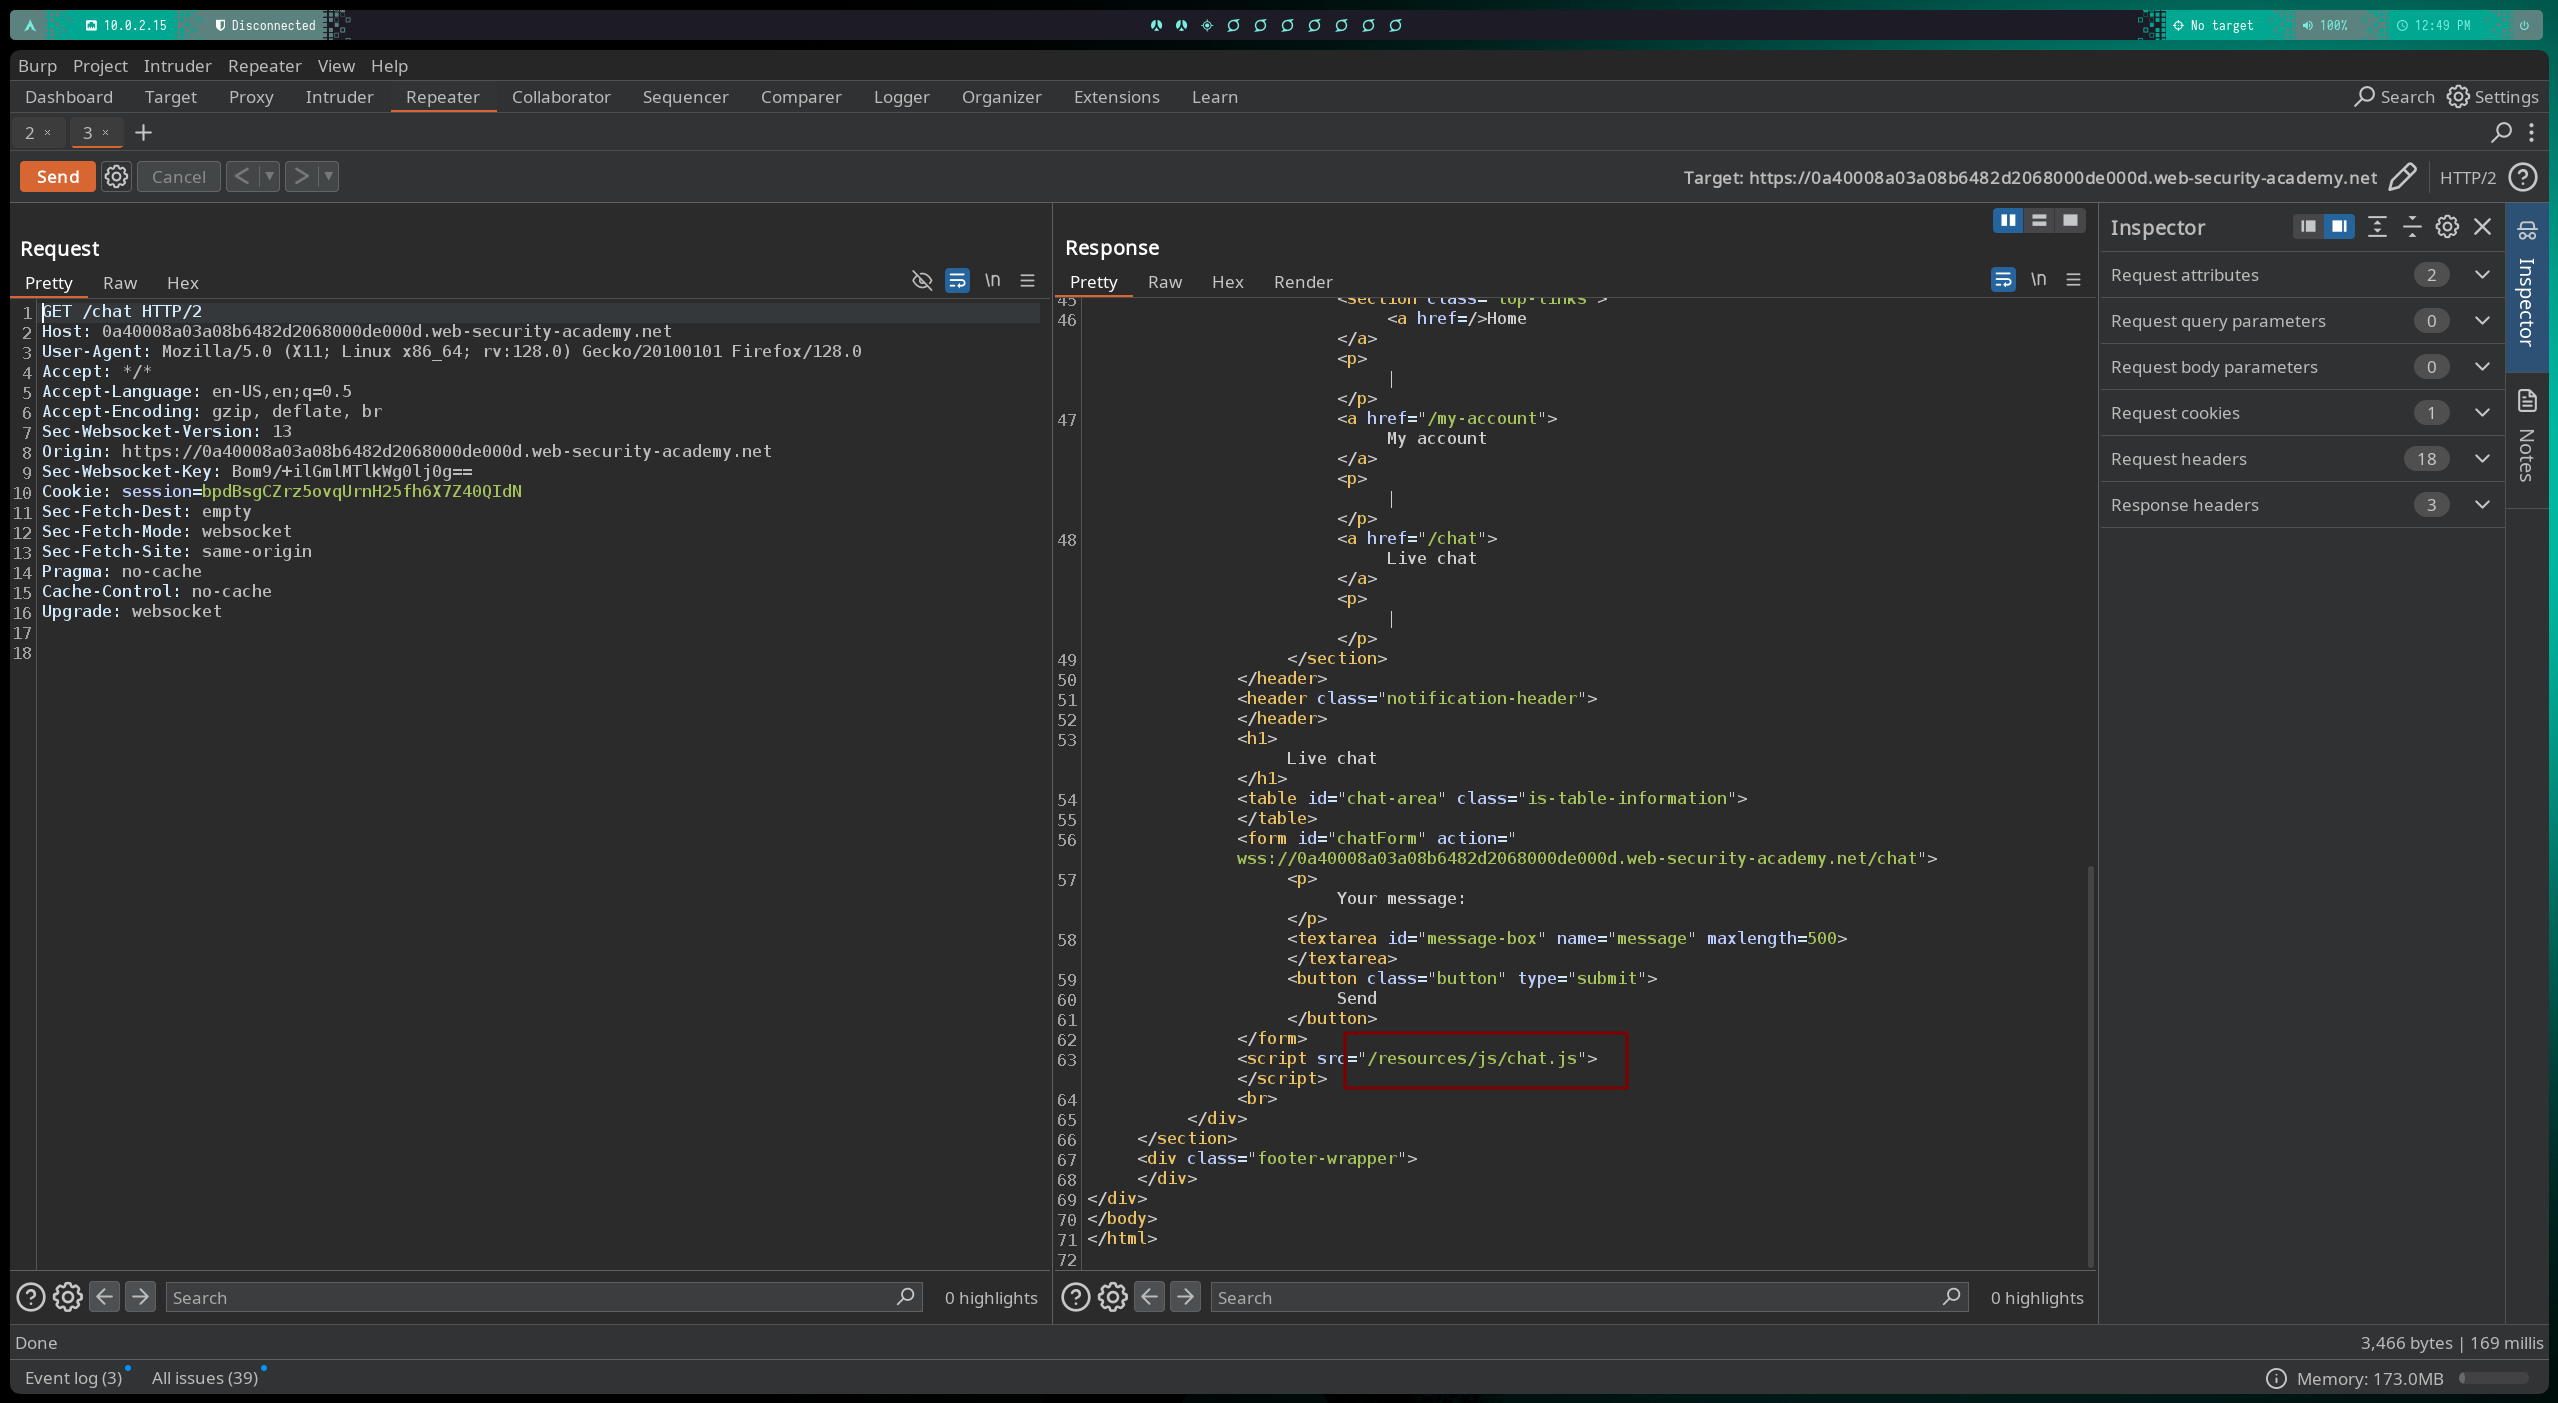 10.0.2.15 Disconnected No target 100% 12:49 PM
Burp Project Intruder Repeater View Help
Dashboard Target Proxy Intruder Repeater Collaborator Sequencer Comparer Logger Organizer Extensions Learn Search Settings
2 × 3 × +
Send Cancel < > Target: https://0a40008a03a08b6482d2068000de000d.web-security-academy.net HTTP/2
Request
Pretty Raw Hex \n
1 GET /chat HTTP/2
2 Host: 0a40008a03a08b6482d2068000de000d.web-security-academy.net
3 User-Agent: Mozilla/5.0 (X11; Linux x86_64; rv:128.0) Gecko/20100101 Firefox/128.0
4 Accept: */*
5 Accept-Language: en-US,en;q=0.5
6 Accept-Encoding: gzip, deflate, br
7 Sec-Websocket-Version: 13
8 Origin: https://0a40008a03a08b6482d2068000de000d.web-security-academy.net
9 Sec-Websocket-Key: Bom9/+ilGmlMTlkWg0lj0g==
10 Cookie: session=bpdBsgCZrz5ovqUrnH25fh6X7Z40QIdN
11 Sec-Fetch-Dest: empty
12 Sec-Fetch-Mode: websocket
13 Sec-Fetch-Site: same-origin
14 Pragma: no-cache
15 Cache-Control: no-cache
16 Upgrade: websocket
17
18
Search 0 highlights
Response
Pretty Raw Hex Render \n
45 <section class="top-links">
46 <a href=/>Home
</a>
<p>
|
</p>
47 <a href="/my-account">
My account
</a>
<p>
|
</p>
48 <a href="/chat">
Live chat
</a>
<p>
|
</p>
49 </section>
50 </header>
51 <header class="notification-header">
52 </header>
53 <h1>
Live chat
</h1>
54 <table id="chat-area" class="is-table-information">
55 </table>
56 <form id="chatForm" action="
wss://0a40008a03a08b6482d2068000de000d.web-security-academy.net/chat">
57 <p>
Your message:
</p>
58 <textarea id="message-box" name="message" maxlength=500>
</textarea>
59 <button class="button" type="submit">
60 Send
61 </button>
62 </form>
63 <script src="/resources/js/chat.js">
</script>
64 <br>
65 </div>
66 </section>
67 <div class="footer-wrapper">
68 </div>
69 </div>
70 </body>
71 </html>
72
Search 0 highlights
Inspector
Request attributes 2
Request query parameters 0
Request body parameters 0
Request cookies 1
Request headers 18
Response headers 3
Inspector
Notes
Done 3,466 bytes | 169 millis
Event log (3) All issues (39) Memory: 173.0MB